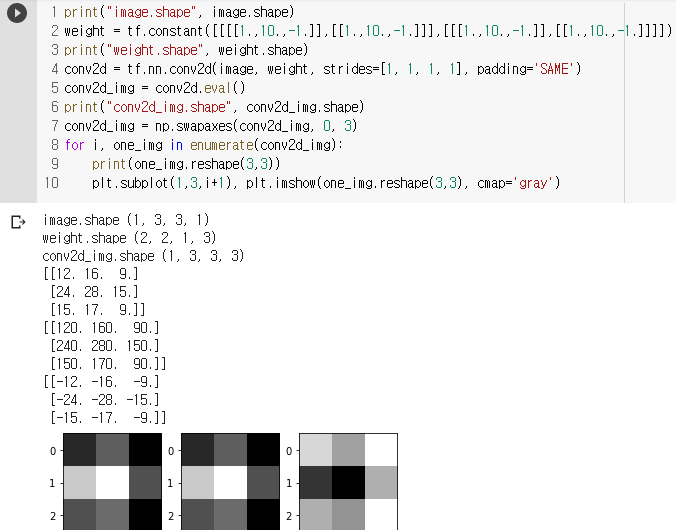 1 print("image.shape", image.shape)
2 weight = tf.constant([[[[1.,10.,-1.]],[[1.,10.,-1.]]],[[[1.,10.,-1.]],[[1.,10.,-1.]]]])
3 print("weight.shape", weight.shape)
4 conv2d = tf.nn.conv2d(image, weight, strides=[1, 1, 1, 1], padding='SAME')
5 conv2d_img = conv2d.eval()
6 print("conv2d_img.shape", conv2d_img.shape)
7 conv2d_img = np.swapaxes(conv2d_img, 0, 3)
8 for i, one_img in enumerate(conv2d_img):
9     print(one_img.reshape(3,3))
10     plt.subplot(1,3,i+1), plt.imshow(one_img.reshape(3,3), cmap='gray')
image.shape (1, 3, 3, 1)
weight.shape (2, 2, 1, 3)
conv2d_img.shape (1, 3, 3, 3)
[[12. 16.  9.]
 [24. 28. 15.]
 [15. 17.  9.]]
[[120. 160.  90.]
 [240. 280. 150.]
 [150. 170.  90.]]
[[-12. -16.  -9.]
 [-24. -28. -15.]
 [-15. -17.  -9.]]
0 0 0
1 1 1
2 2 2